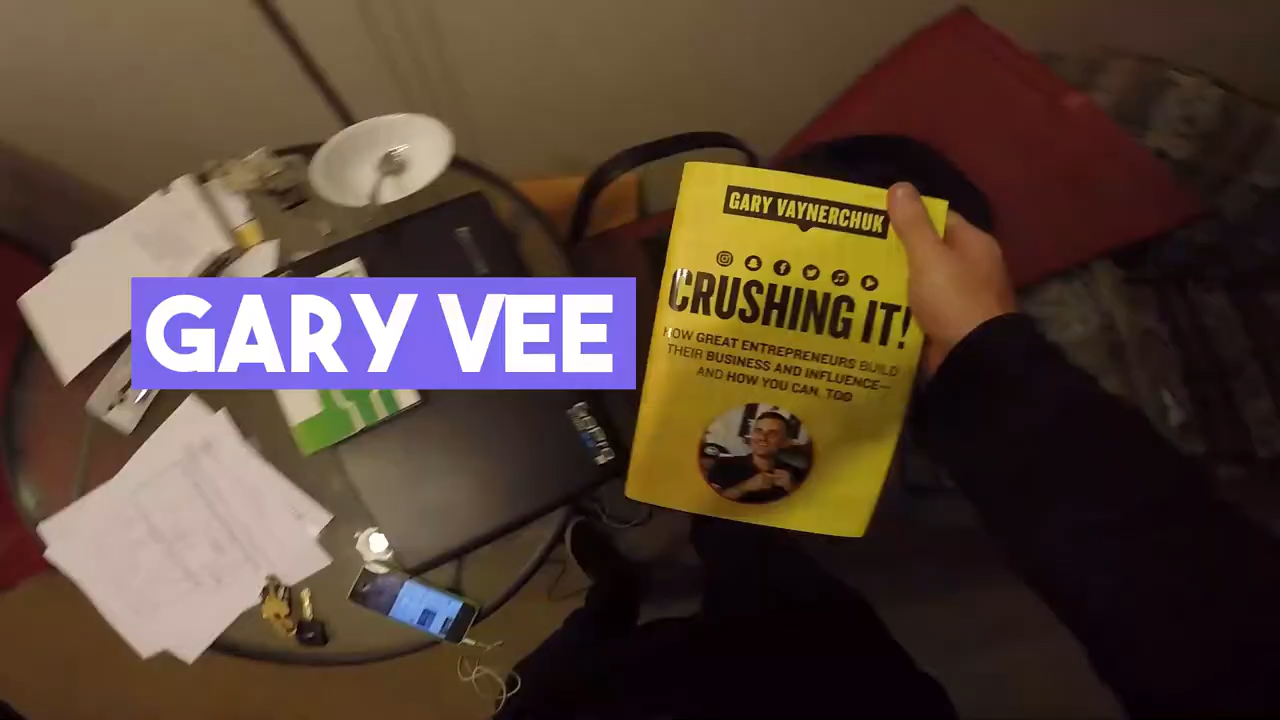 GARY VEE
GARY VAYNERCHUK
CRUSHING IT!
HOW GREAT ENTREPRENEURS BUILD
THEIR BUSINESS AND INFLUENCE—
AND HOW YOU CAN, TOO